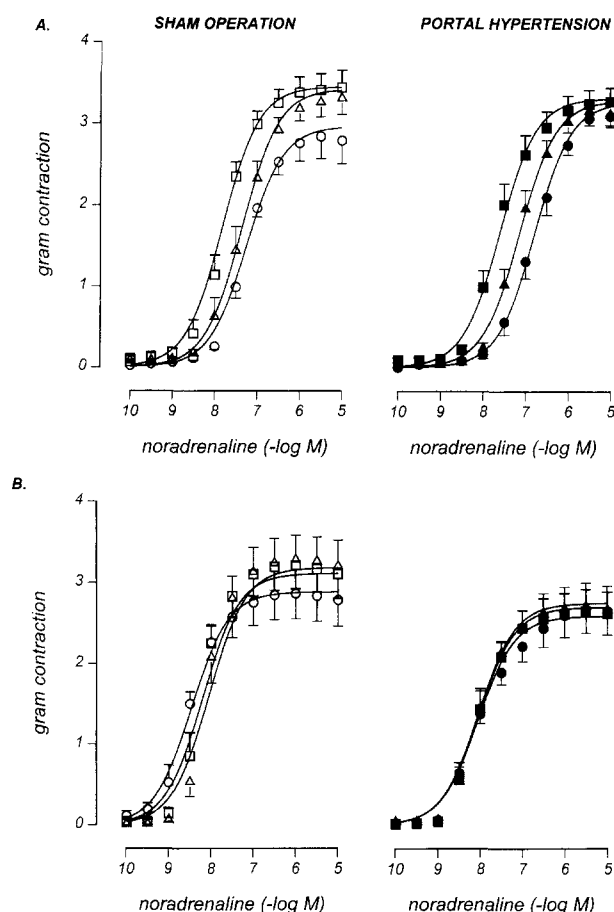 A.
SHAM OPERATION
PORTAL HYPERTENSION
4
3
2
1
0
gram contraction
10 9 8 7 6 5
10 9 8 7 6 5
noradrenaline (-log M)
noradrenaline (-log M)
B.
4
3
2
1
0
gram contraction
10 9 8 7 6 5
10 9 8 7 6 5
noradrenaline (-log M)
noradrenaline (-log M)